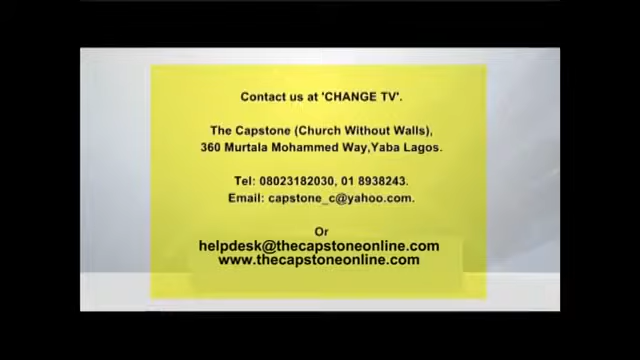 Contact us at 'CHANGE TV'.
The Capstone (Church Without Walls),
360 Murtala Mohammed Way,Yaba Lagos.
Tel: 08023182030, 01 8938243.
Email: capstone_c@yahoo.com.
Or
helpdesk@thecapstoneonline.com
www.thecapstoneonline.com